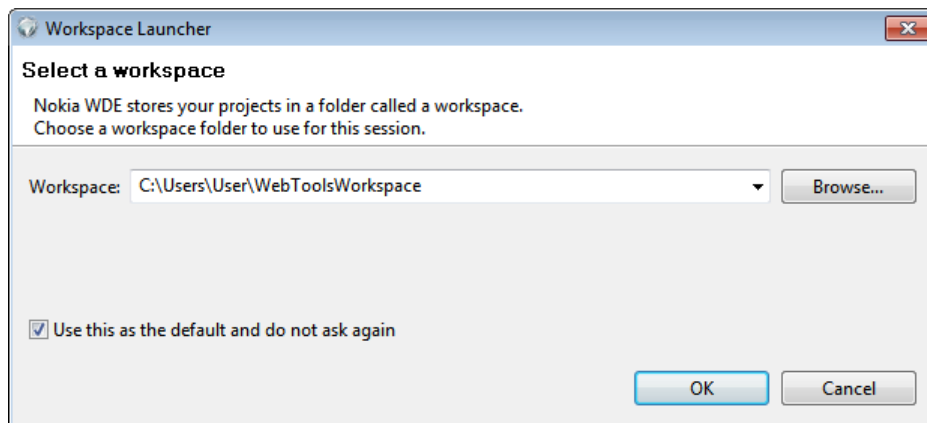 Workspace Launcher
Select a workspace
Nokia WDE stores your projects in a folder called a workspace.
Choose a workspace folder to use for this session.
Workspace: C:\Users\User\WebToolsWorkspace Browse...
Use this as the default and do not ask again
OK Cancel